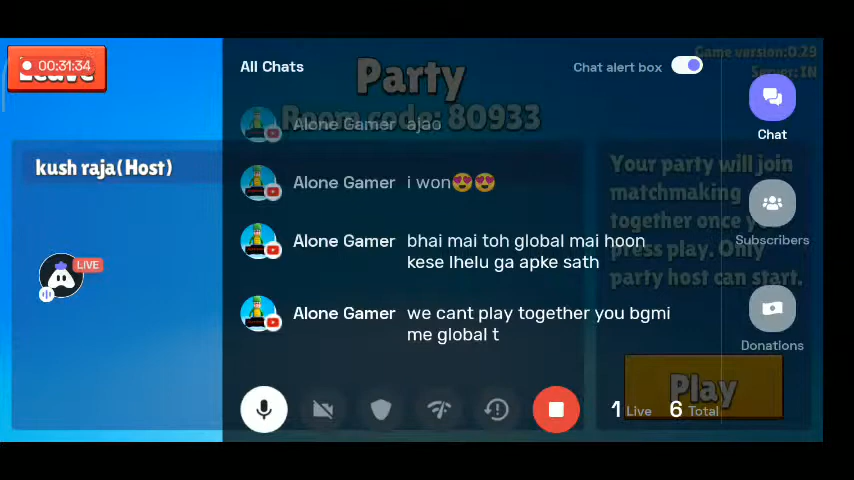 00:31:34
All Chats
Chat alert box
Game version:0.29
Server:IN
Party
Room code: 80933
Chat
Alone Gamer ajao
kush raja(Host)
Alone Gamer i won😍😍
Your party will join
matchmaking
together once you
press play. Only
party host can start.
Subscribers
Alone Gamer bhai mai toh global mai hoon
kese lhelu ga apke sath
LIVE
Alone Gamer we cant play together you bgmi
me global t
Donations
Play
1 Live 6 Total